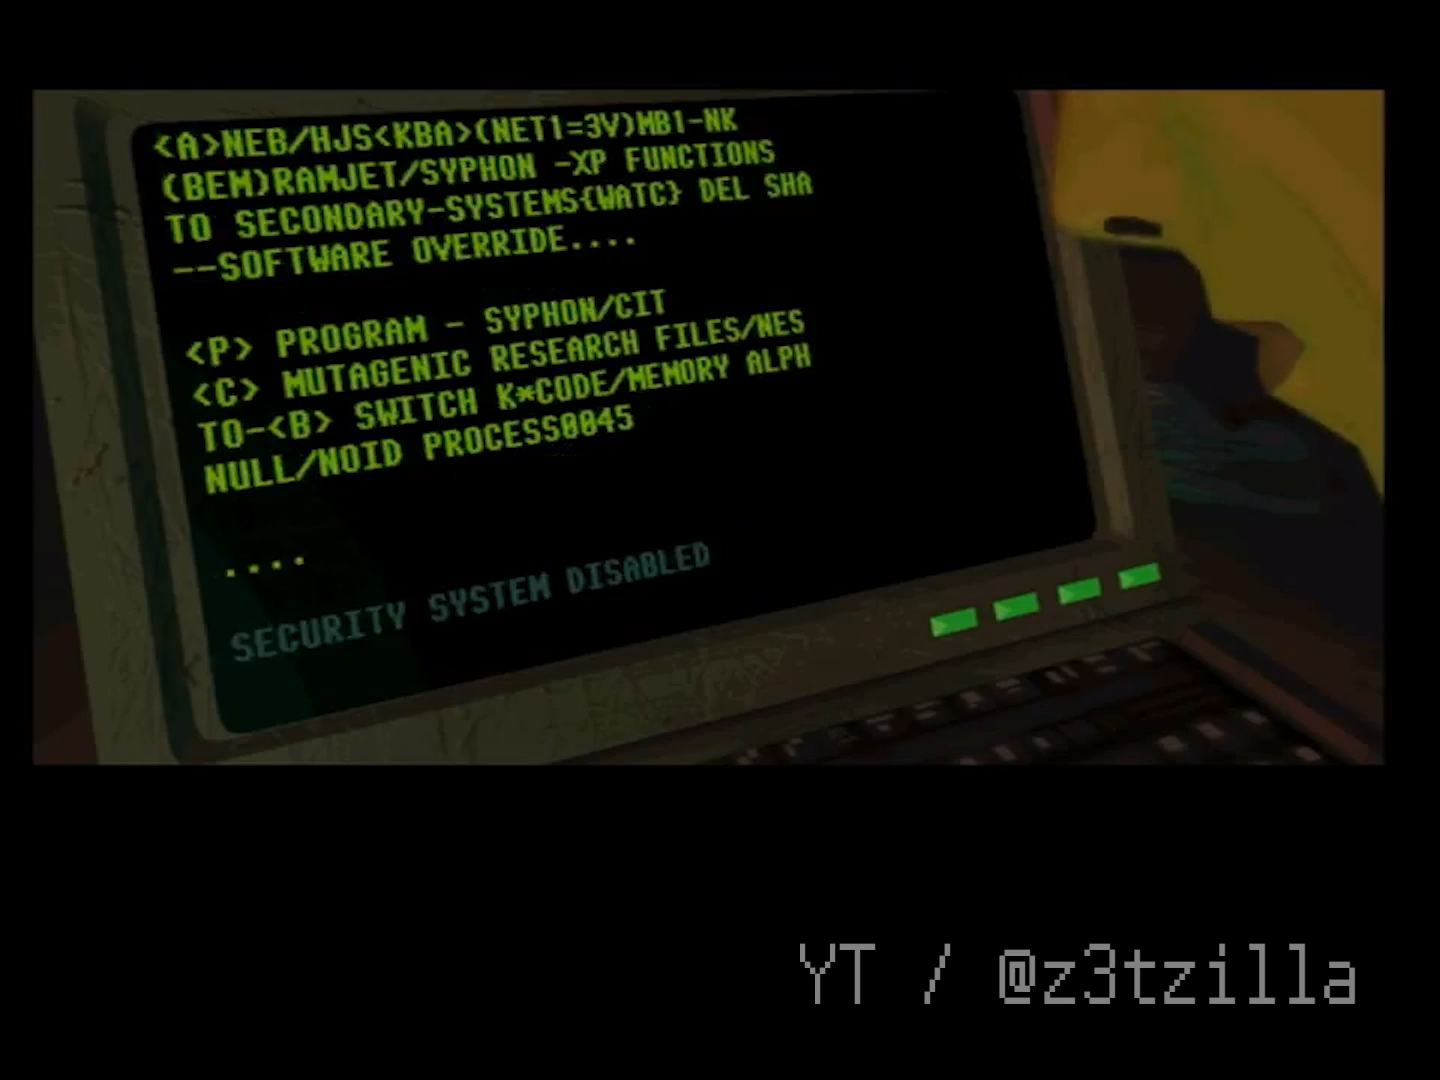 <A>NEB/HJS<KBA>(NET1=3V)MB1-NK
(BEM)RAMJET/SYPHON -XP FUNCTIONS
TO SECONDARY-SYSTEMS{WATC} DEL SHA
--SOFTWARE OVERRIDE....
<P> PROGRAM - SYPHON/CIT
<C> MUTAGENIC RESEARCH FILES/NES
TO-<B> SWITCH K*CODE/MEMORY ALPH
NULL/NOID PROCESS0045
....
SECURITY SYSTEM DISABLED
YT / @z3tzilla